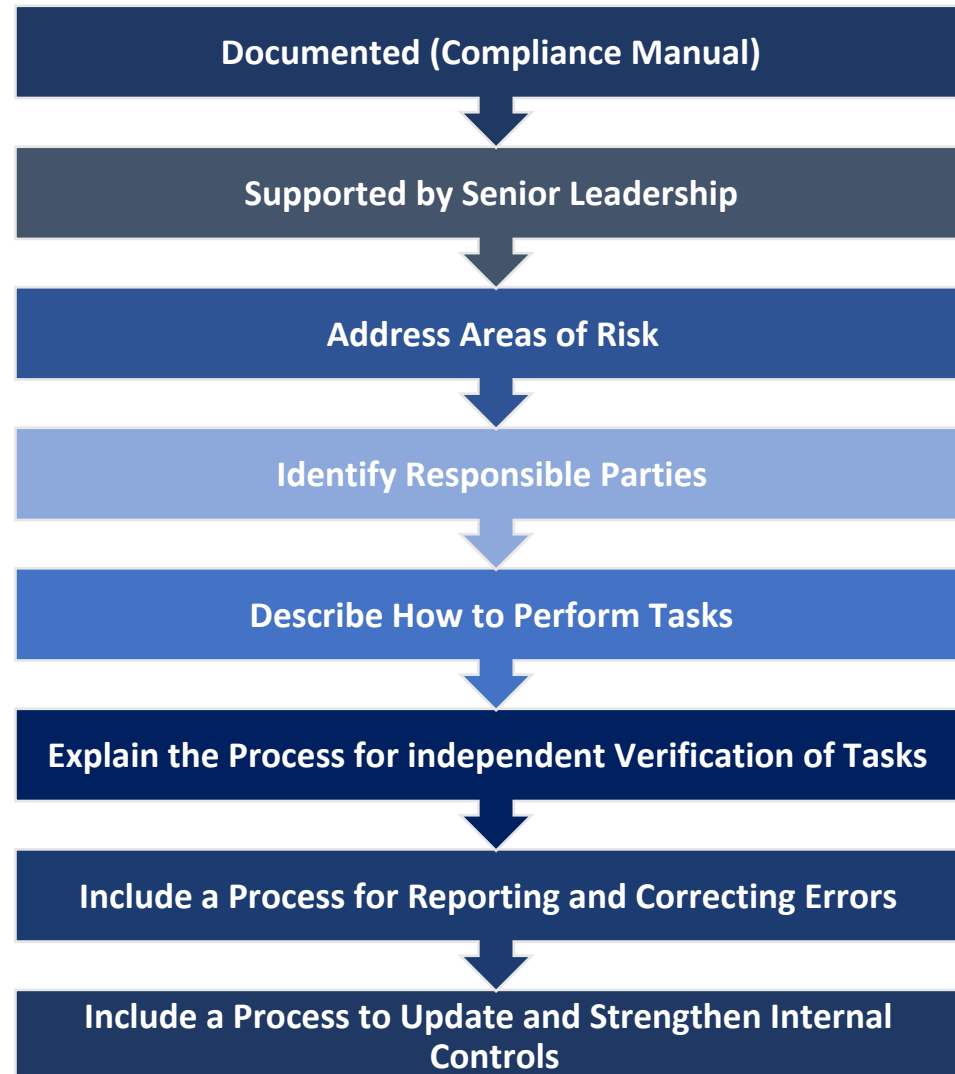 Documented (Compliance Manual)
Supported by Senior Leadership
Address Areas of Risk
Identify Responsible Parties
Describe How to Perform Tasks
Explain the Process for independent Verification of Tasks
Include a Process for Reporting and Correcting Errors
Include a Process to Update and Strengthen Internal
Controls